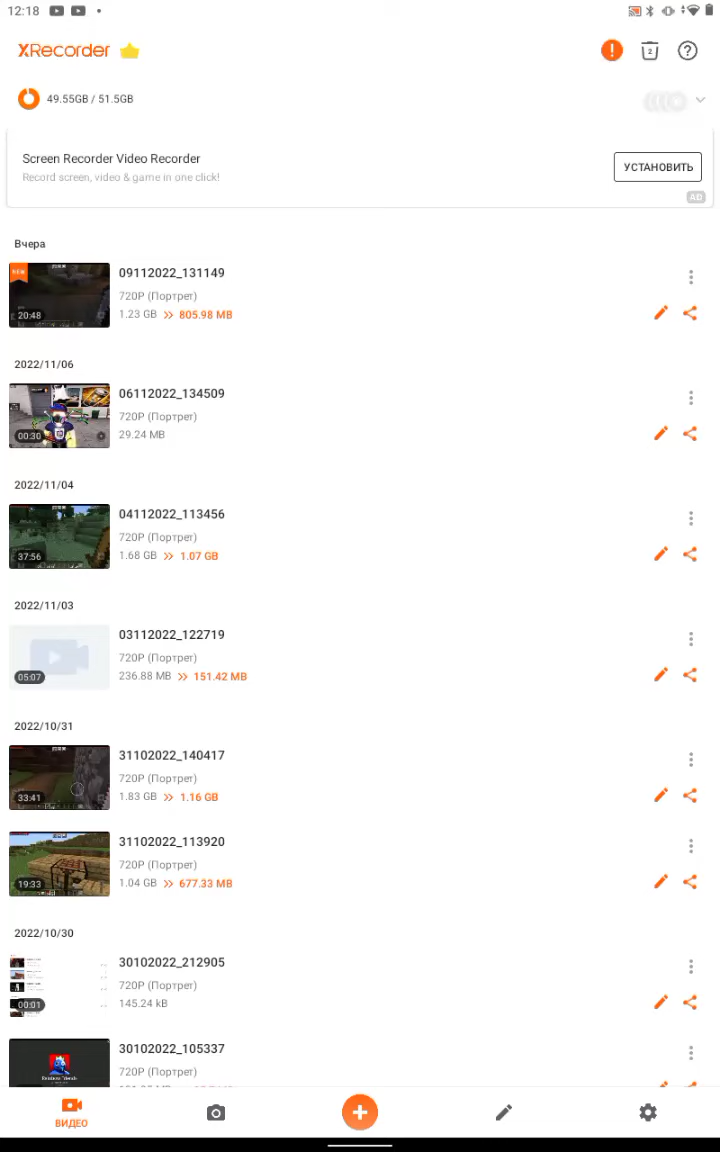 12:18
XRecorder
2
49.55GB / 51.5GB
Screen Recorder Video Recorder
Record screen, video & game in one click!
УСТАНОВИТЬ
AD
Вчера
NEW
20:48
09112022_131149
720P (Портрет)
1.23 GB >> 805.98 MB
2022/11/06
00:30
06112022_134509
720P (Портрет)
29.24 MB
2022/11/04
37:56
04112022_113456
720P (Портрет)
1.68 GB >> 1.07 GB
2022/11/03
05:07
03112022_122719
720P (Портрет)
236.88 MB >> 151.42 MB
2022/10/31
33:41
31102022_140417
720P (Портрет)
1.83 GB >> 1.16 GB
19:33
31102022_113920
720P (Портрет)
1.04 GB >> 677.33 MB
2022/10/30
00:01
30102022_212905
720P (Портрет)
145.24 kB
30102022_105337
720P (Портрет)
ВИДЕО